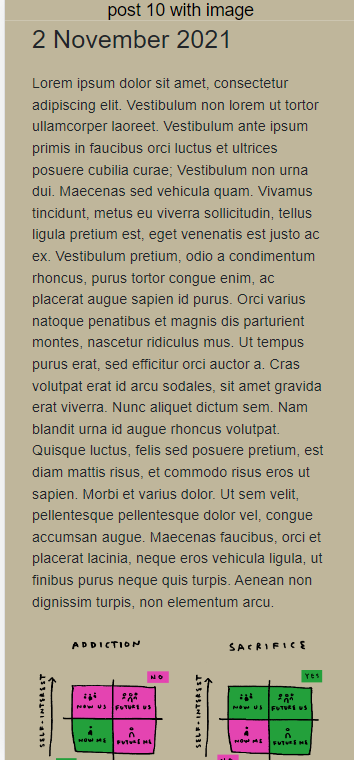 post 10 with image
2 November 2021
Lorem ipsum dolor sit amet, consectetur
adipiscing elit. Vestibulum non lorem ut tortor
ullamcorper laoreet. Vestibulum ante ipsum
primis in faucibus orci luctus et ultrices
posuere cubilia curae; Vestibulum non urna
dui. Maecenas sed vehicula quam. Vivamus
tincidunt, metus eu viverra sollicitudin, tellus
ligula pretium est, eget venenatis est justo ac
ex. Vestibulum pretium, odio a condimentum
rhoncus, purus tortor congue enim, ac
placerat augue sapien id purus. Orci varius
natoque penatibus et magnis dis parturient
montes, nascetur ridiculus mus. Ut tempus
purus erat, sed efficitur orci auctor a. Cras
volutpat erat id arcu sodales, sit amet gravida
erat viverra. Nunc aliquet dictum sem. Nam
blandit urna id augue rhoncus volutpat.
Quisque luctus, felis sed posuere pretium, est
diam mattis risus, et commodo risus eros ut
sapien. Morbi et varius dolor. Ut sem velit,
pellentesque pellentesque dolor vel, congue
accumsan augue. Maecenas faucibus, orci et
placerat lacinia, neque eros vehicula ligula, ut
finibus purus neque quis turpis. Aenean non
dignissim turpis, non elementum arcu.
ADDICTION
NO
SELF-INTEREST
NOW US
FUTURE US
NOW ME
FUTURE ME
SACRIFICE
YES
SELF-INTEREST
NOW US
FUTURE US
NOW ME
FUTURE ME
NO